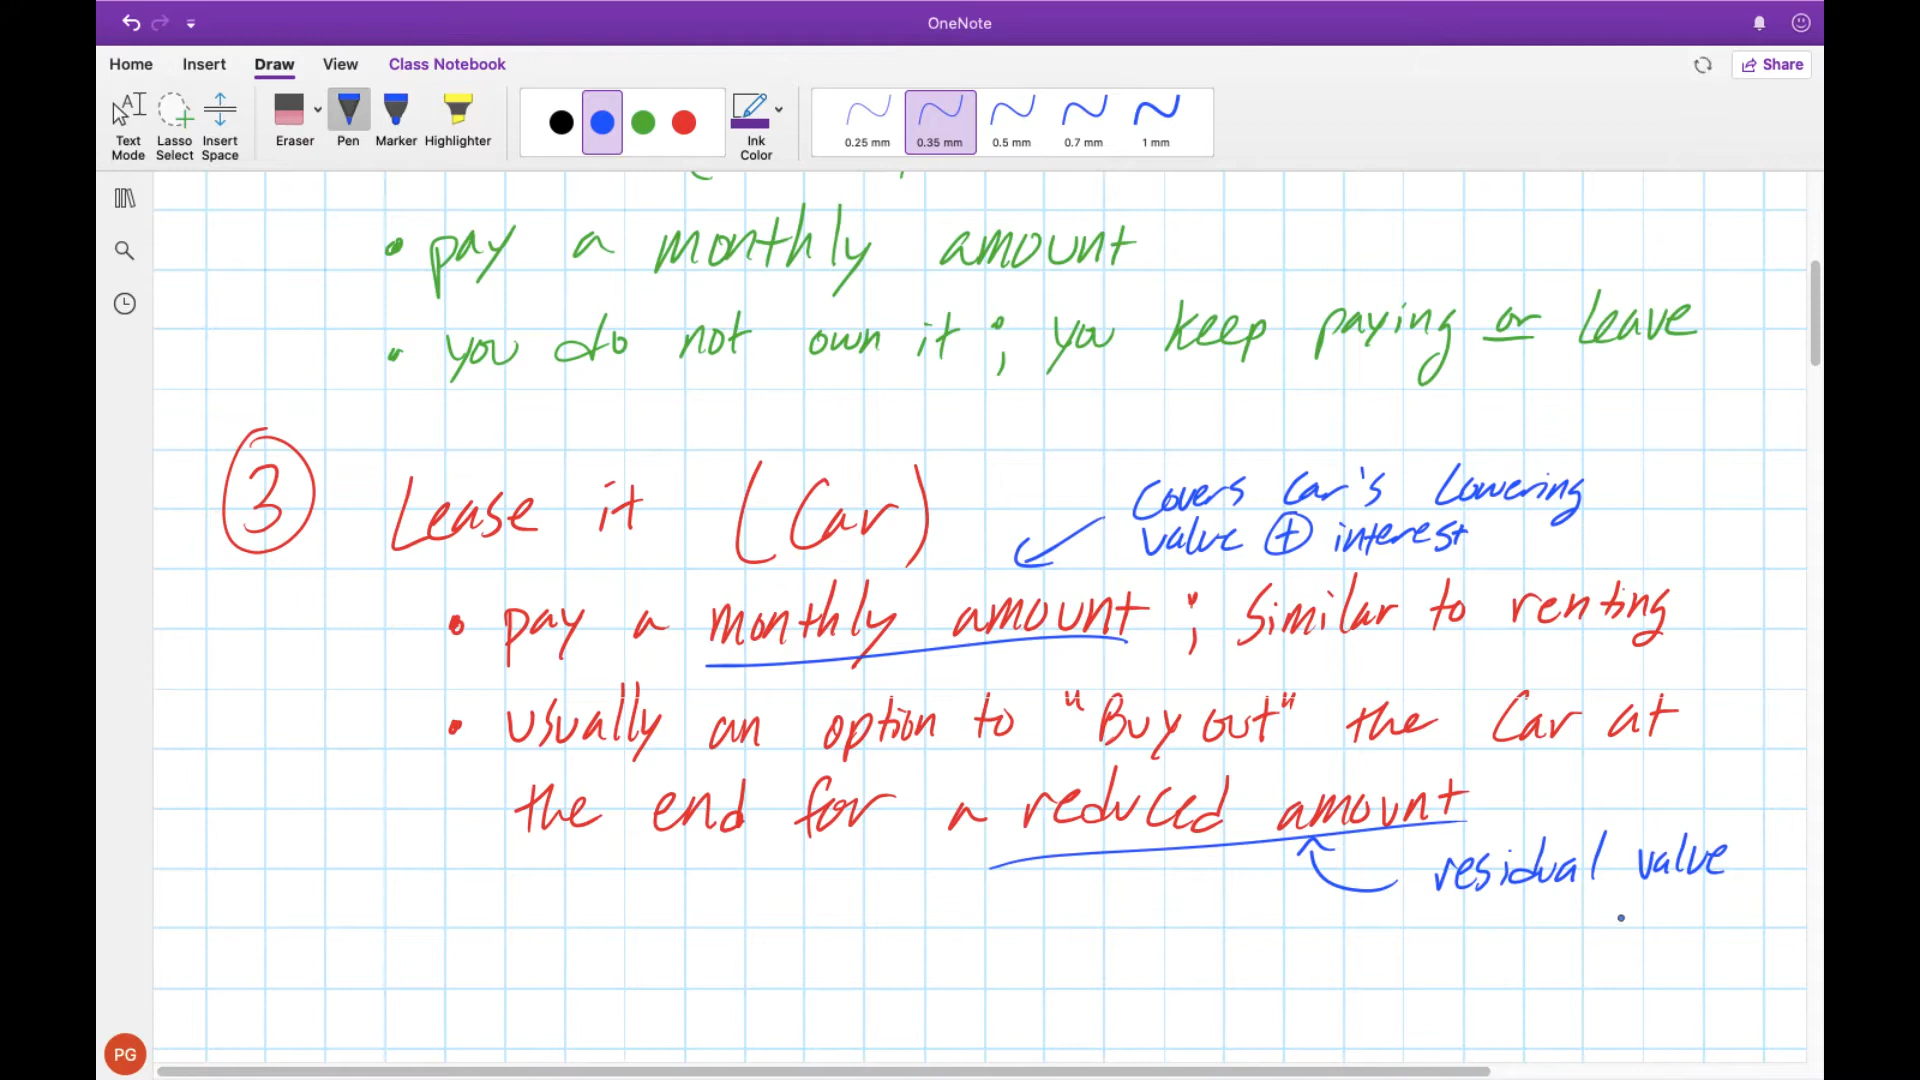 OneNote
Home Insert Draw View Class Notebook Share
Text Mode Lasso Select Insert Space Eraser Pen Marker Highlighter Ink Color 0.25 mm 0.35 mm 0.5 mm 0.7 mm 1 mm
• pay a monthly amount
• you do not own it ; you keep paying or leave
3 Lease it (Car)
Covers Car's Lowering
value + interest
• pay a monthly amount ; similar to renting
• usually an option to "Buy out" the Car at
the end for a reduced amount
residual value
PG